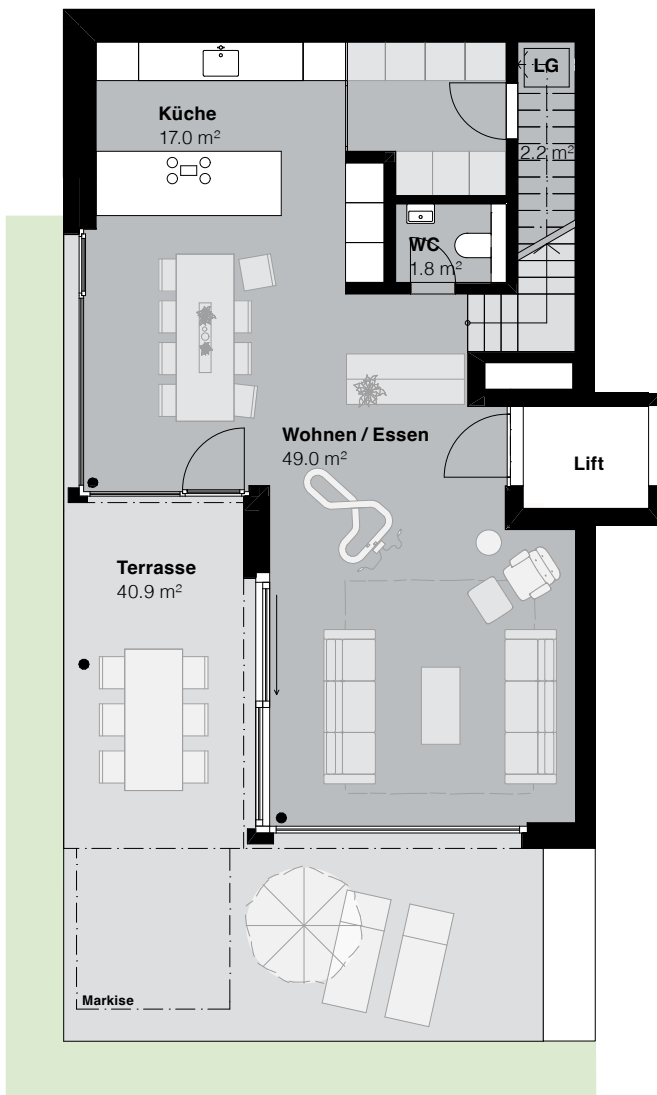 LG
Küche
17.0 m²
2.2 m²
WC
1.8 m²
Wohnen / Essen
49.0 m²
Lift
Terrasse
40.9 m²
Markise